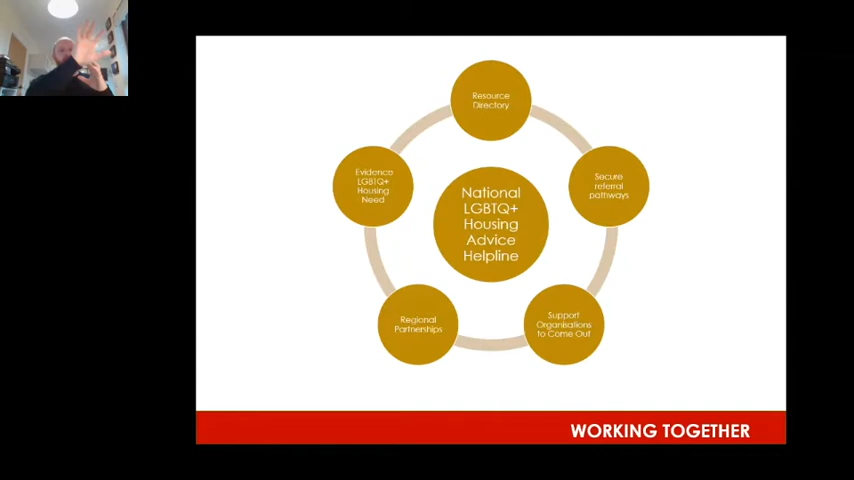 Resource
Directory
Evidence
LGBTQ+
Housing
Need
Secure
referral
pathways
National
LGBTQ+
Housing
Advice
Helpline
Regional
Partnerships
Support
Organisations
to Come Out
WORKING TOGETHER